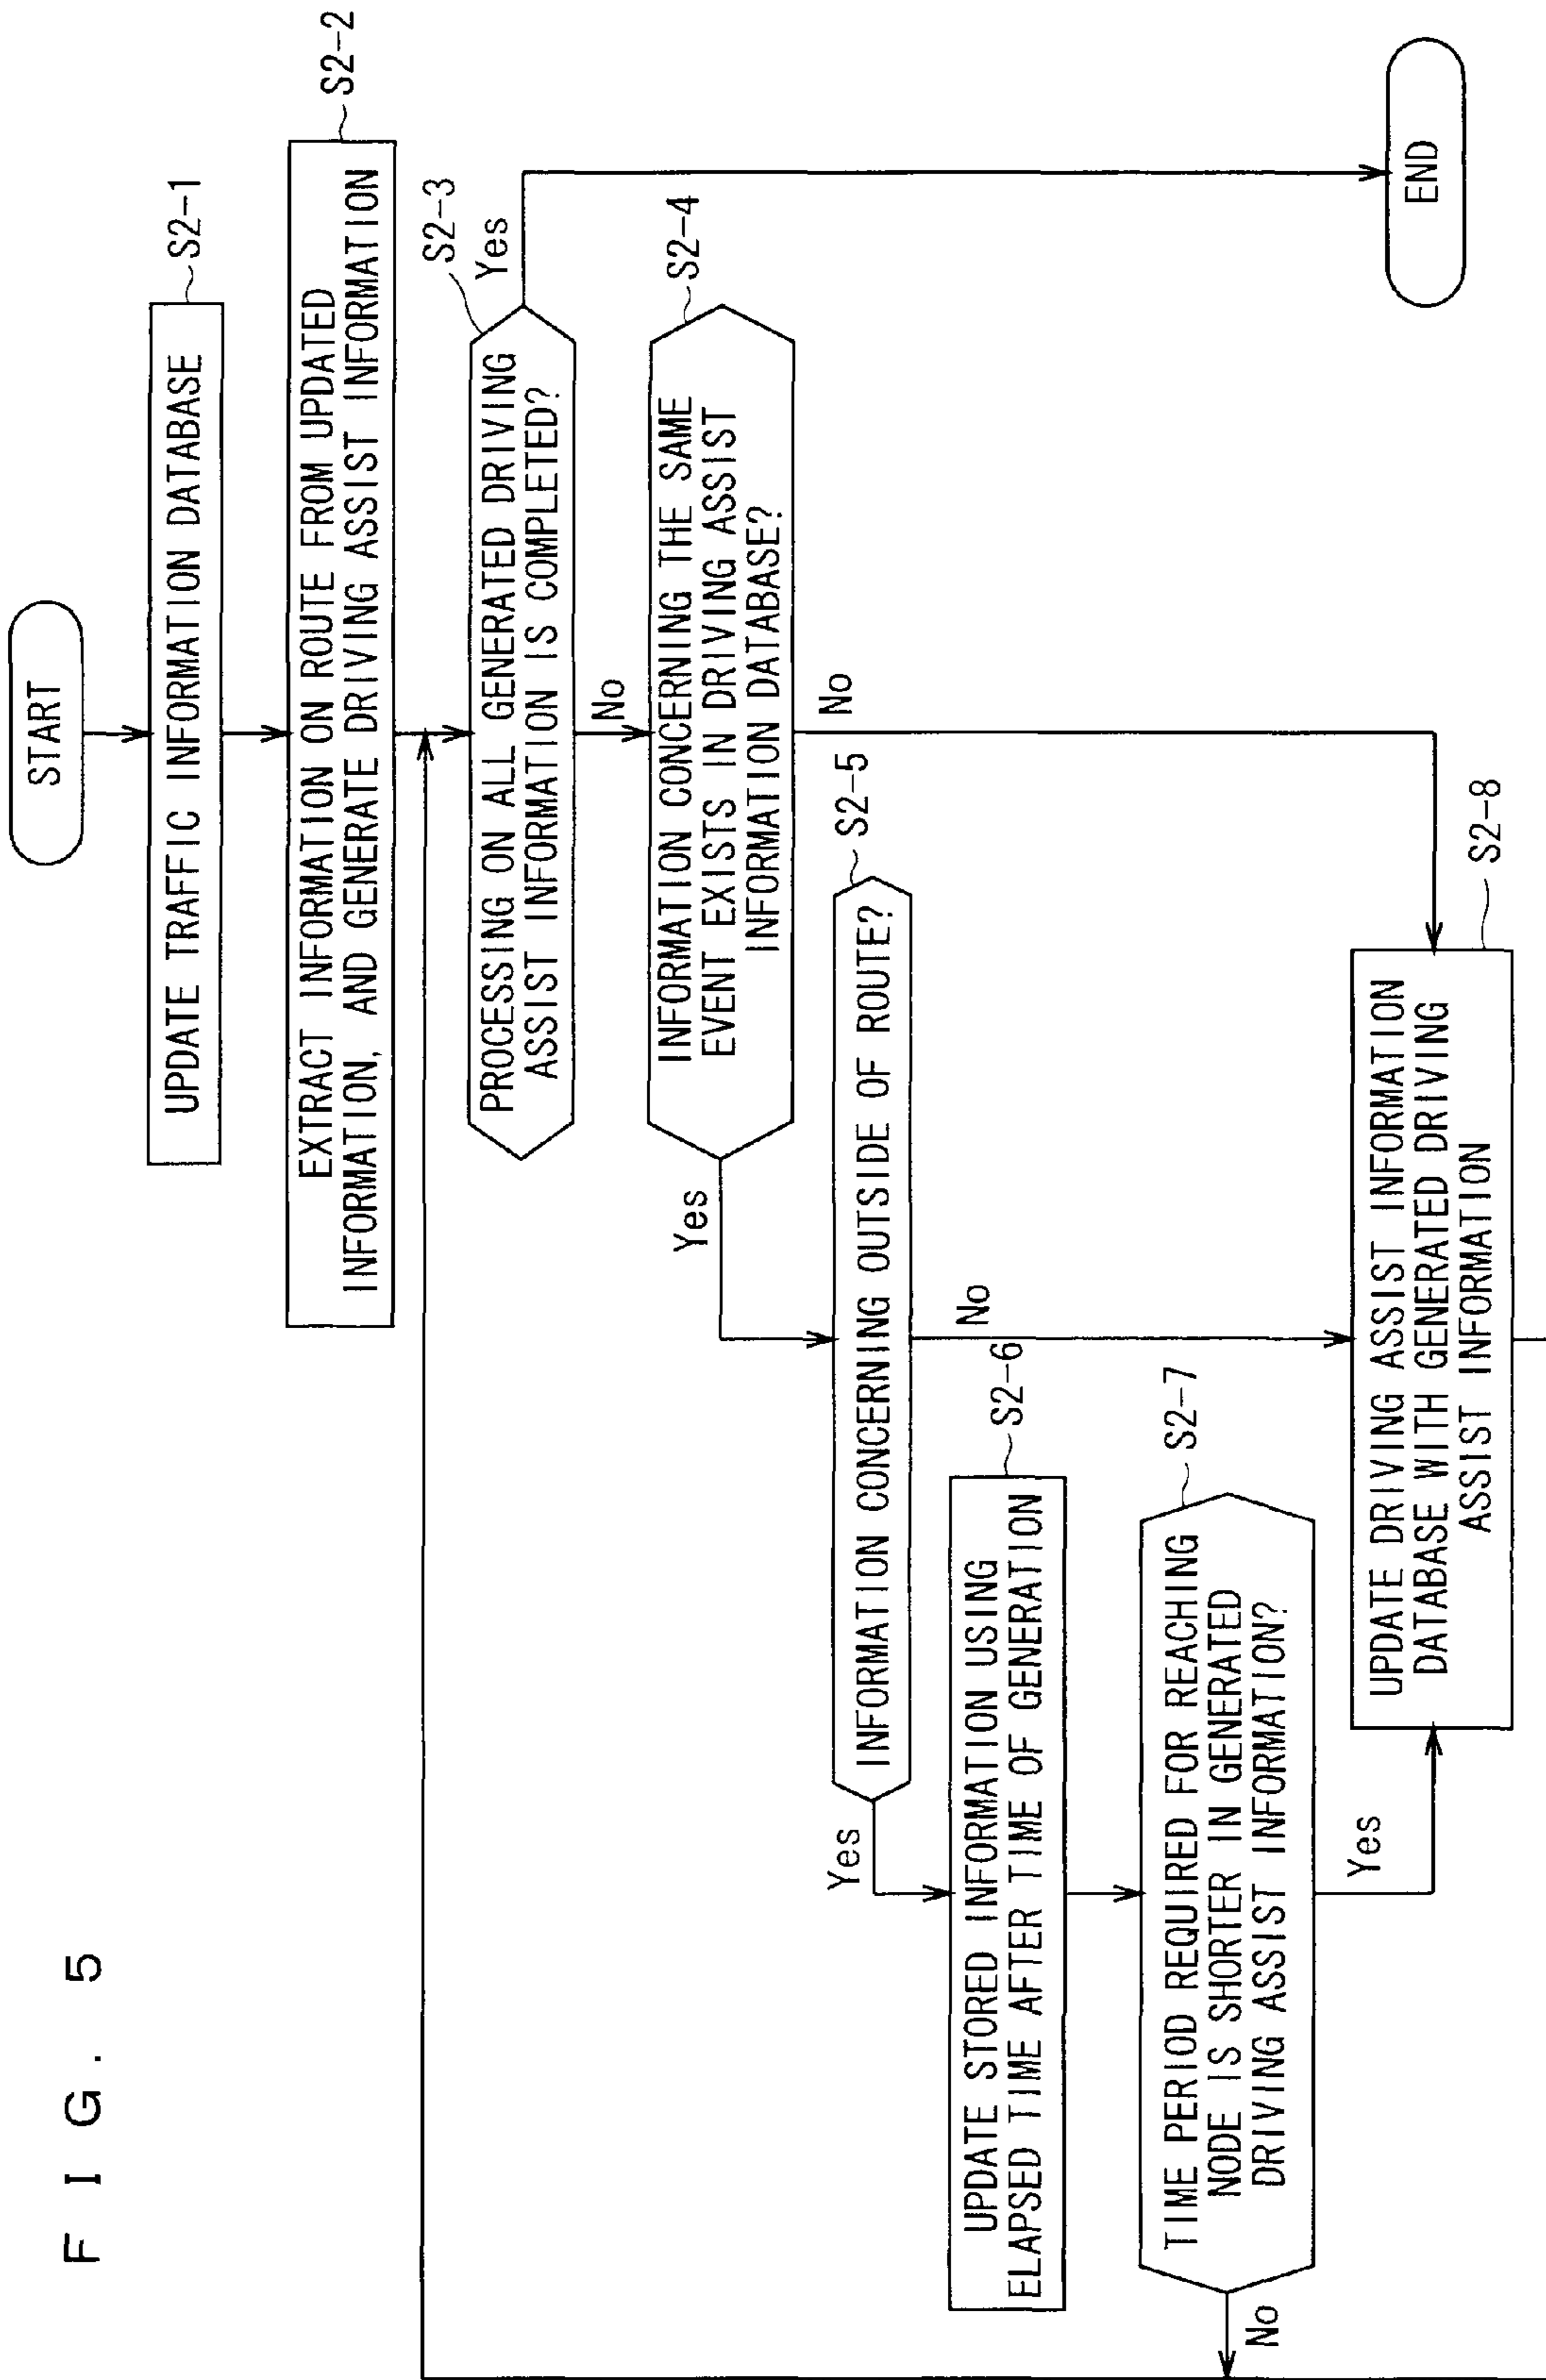 FIG. 5
START
UPDATE TRAFFIC INFORMATION DATABASE
S2-1
EXTRACT INFORMATION ON ROUTE FROM UPDATED
INFORMATION, AND GENERATE DRIVING ASSIST INFORMATION
S2-2
PROCESSING ON ALL GENERATED DRIVING
ASSIST INFORMATION IS COMPLETED?
S2-3
Yes
No
INFORMATION CONCERNING THE SAME
EVENT EXISTS IN DRIVING ASSIST
INFORMATION DATABASE?
S2-4
Yes
No
INFORMATION CONCERNING OUTSIDE OF ROUTE?
S2-5
Yes
No
UPDATE STORED INFORMATION USING
ELAPSED TIME AFTER TIME OF GENERATION
S2-6
TIME PERIOD REQUIRED FOR REACHING
NODE IS SHORTER IN GENERATED
DRIVING ASSIST INFORMATION?
S2-7
No
Yes
UPDATE DRIVING ASSIST INFORMATION
DATABASE WITH GENERATED DRIVING
ASSIST INFORMATION
S2-8
END